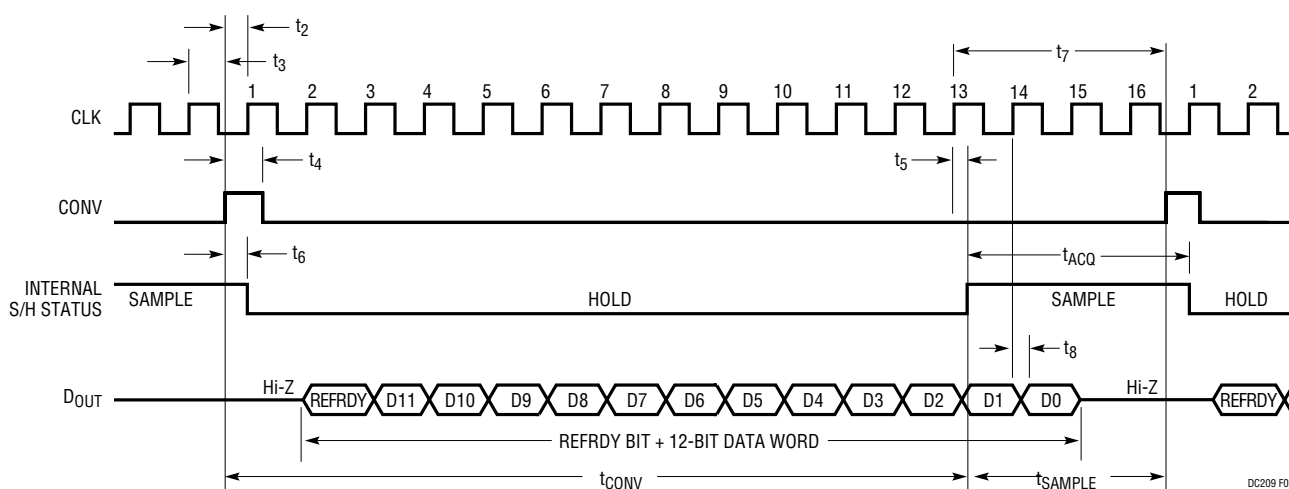 t2
t3
t7
1 2 3 4 5 6 7 8 9 10 11 12 13 14 15 16 1 2
CLK
t4
t5
CONV
t6
tACQ
INTERNAL
S/H STATUS
SAMPLE HOLD SAMPLE HOLD
t8
Hi-Z Hi-Z
DOUT
REFRDY D11 D10 D9 D8 D7 D6 D5 D4 D3 D2 D1 D0 REFRDY
REFRDY BIT + 12-BIT DATA WORD
tCONV tSAMPLE
DC209 F0